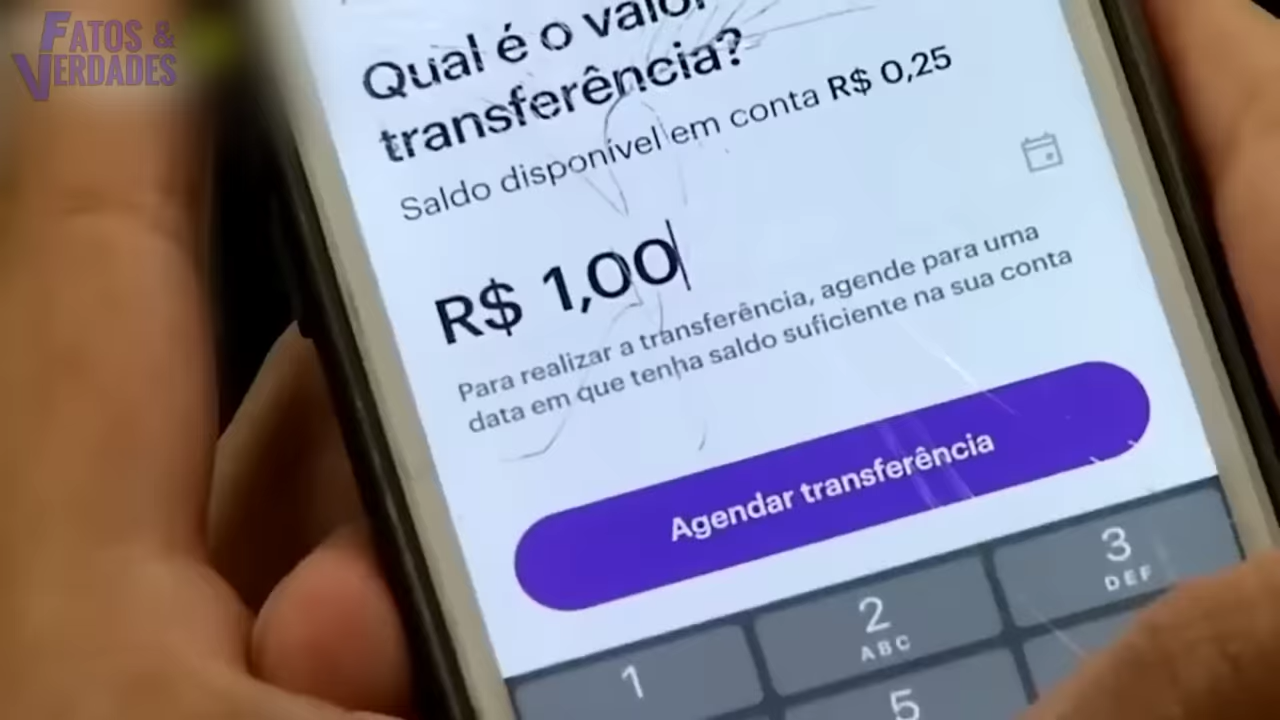 FATOS &
VERDADES
Qual é o valor
transferência?
Saldo disponível em conta R$ 0,25
R$ 1,00
Para realizar a transferência, agende para uma
data em que tenha saldo suficiente na sua conta
Agendar transferência
1
2
ABC
3
DEF
5